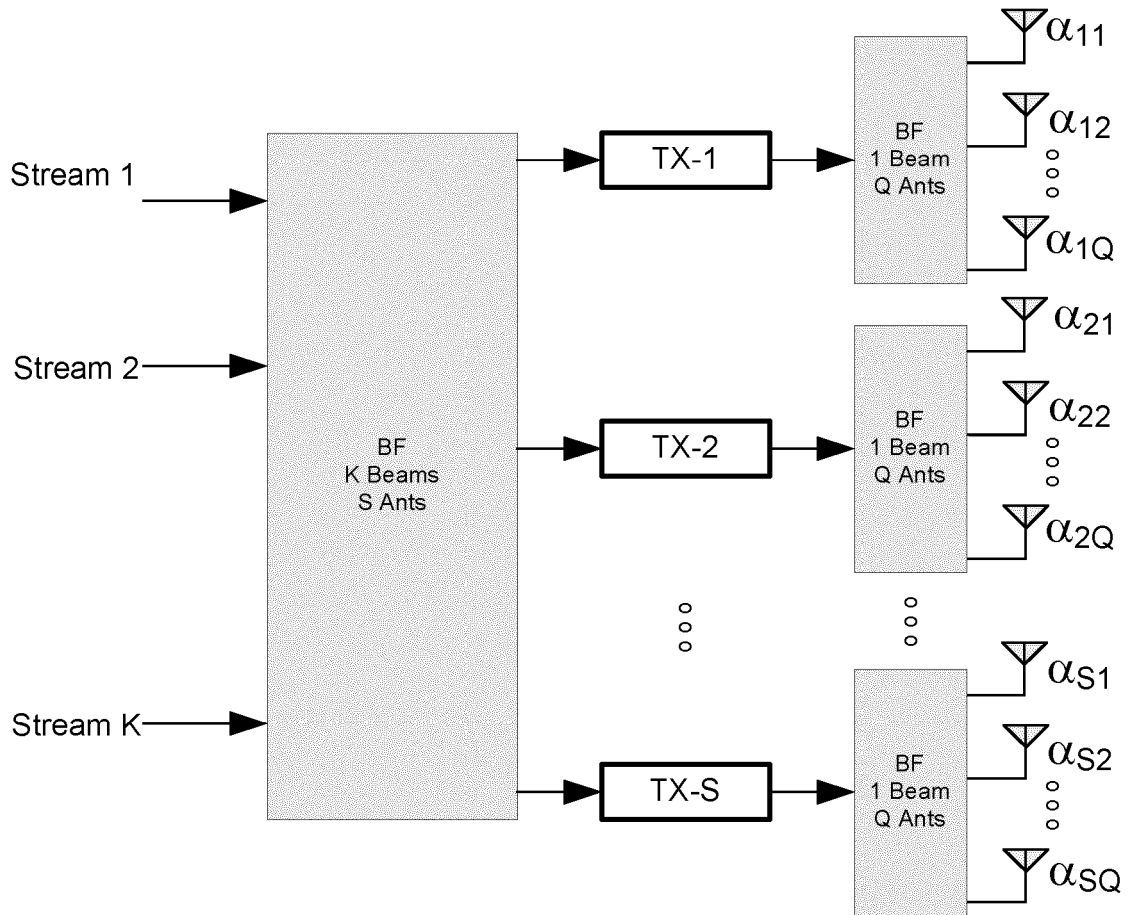 Stream 1
Stream 2
Stream K
BF
K Beams
S Ants
TX-1
TX-2
TX-S
BF
1 Beam
Q Ants
BF
1 Beam
Q Ants
BF
1 Beam
Q Ants
α11
α12
α1Q
α21
α22
α2Q
αS1
αS2
αSQ